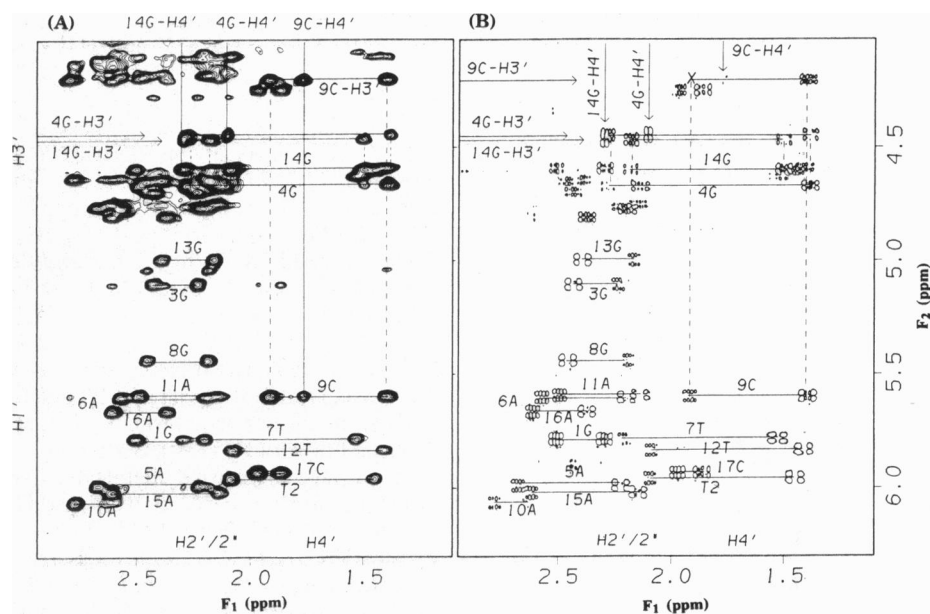 (A)
14G-H4' 4G-H4' 9C-H4'
9C-H3'
4G-H3'
14G-H3'
14G
4G
13G
3G
8G
11A
9C
6A
16A
1G
7T
12T
5A
17C
15A
T2
10A
H2'/2" H4'
H3'
H1'
2.5 2.0 1.5
F1 (ppm)
(B)
9C-H4'
14G-H4'
4G-H4'
9C-H3'
4G-H3'
14G-H3'
14G
4G
13G
3G
8G
11A
9C
6A
16A
1G
7T
12T
5A
17C
15A
T2
10A
H2'/2" H4'
4.5
5.0
5.5
6.0
F2 (ppm)
2.5 2.0 1.5
F1 (ppm)